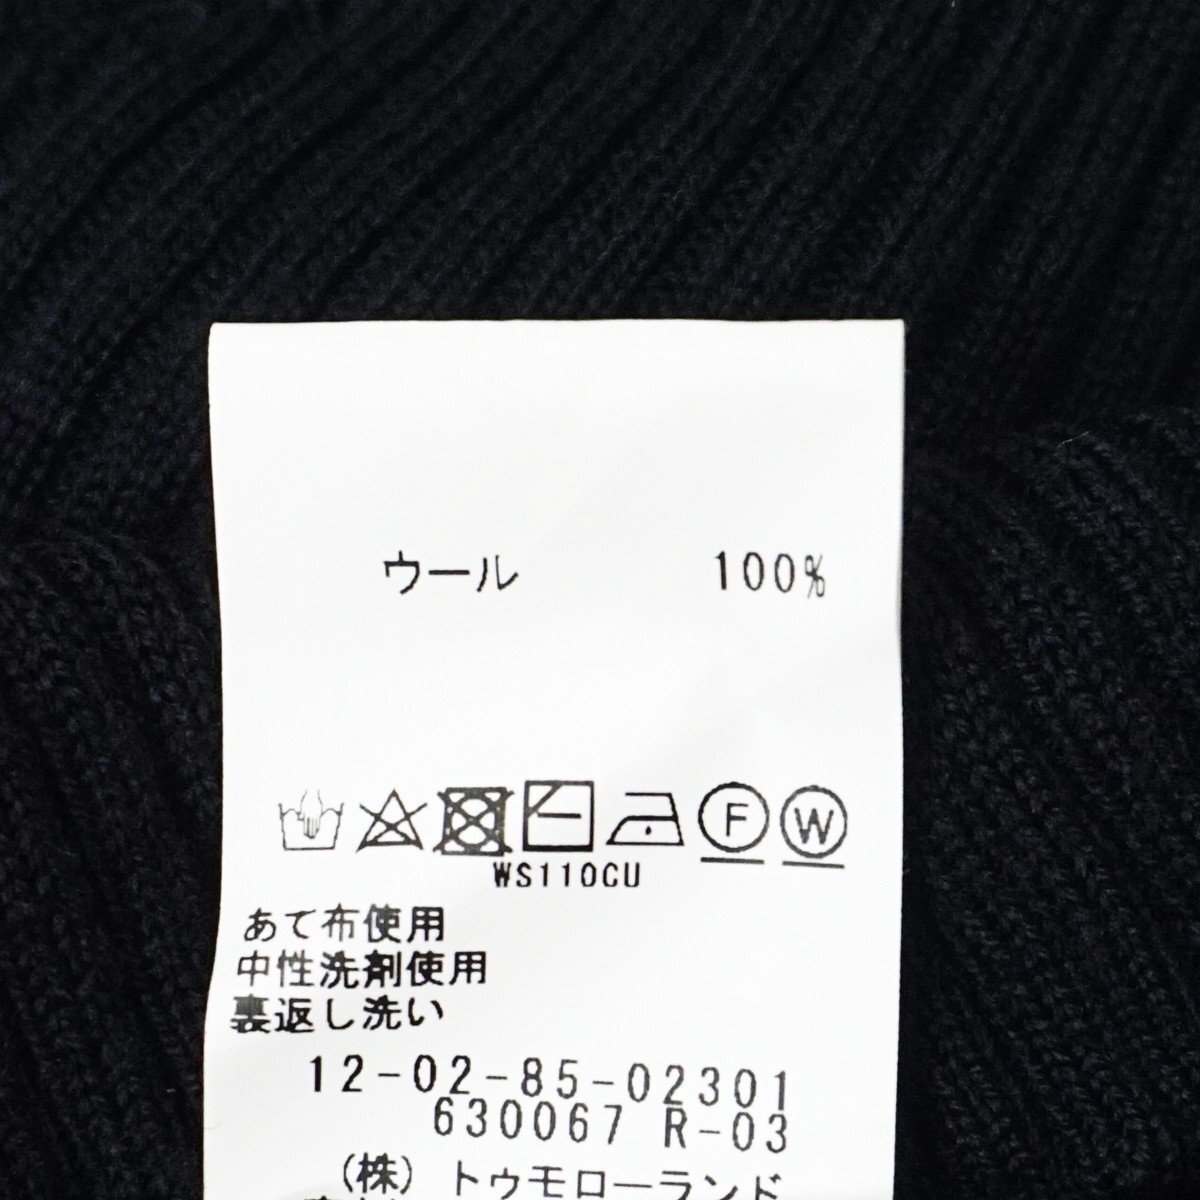 ウール 100%
F W
WS110CU
あて布使用
中性洗剤使用
裏返し洗い
12-02-85-02301
630067 R-03
(株) トゥモローランド